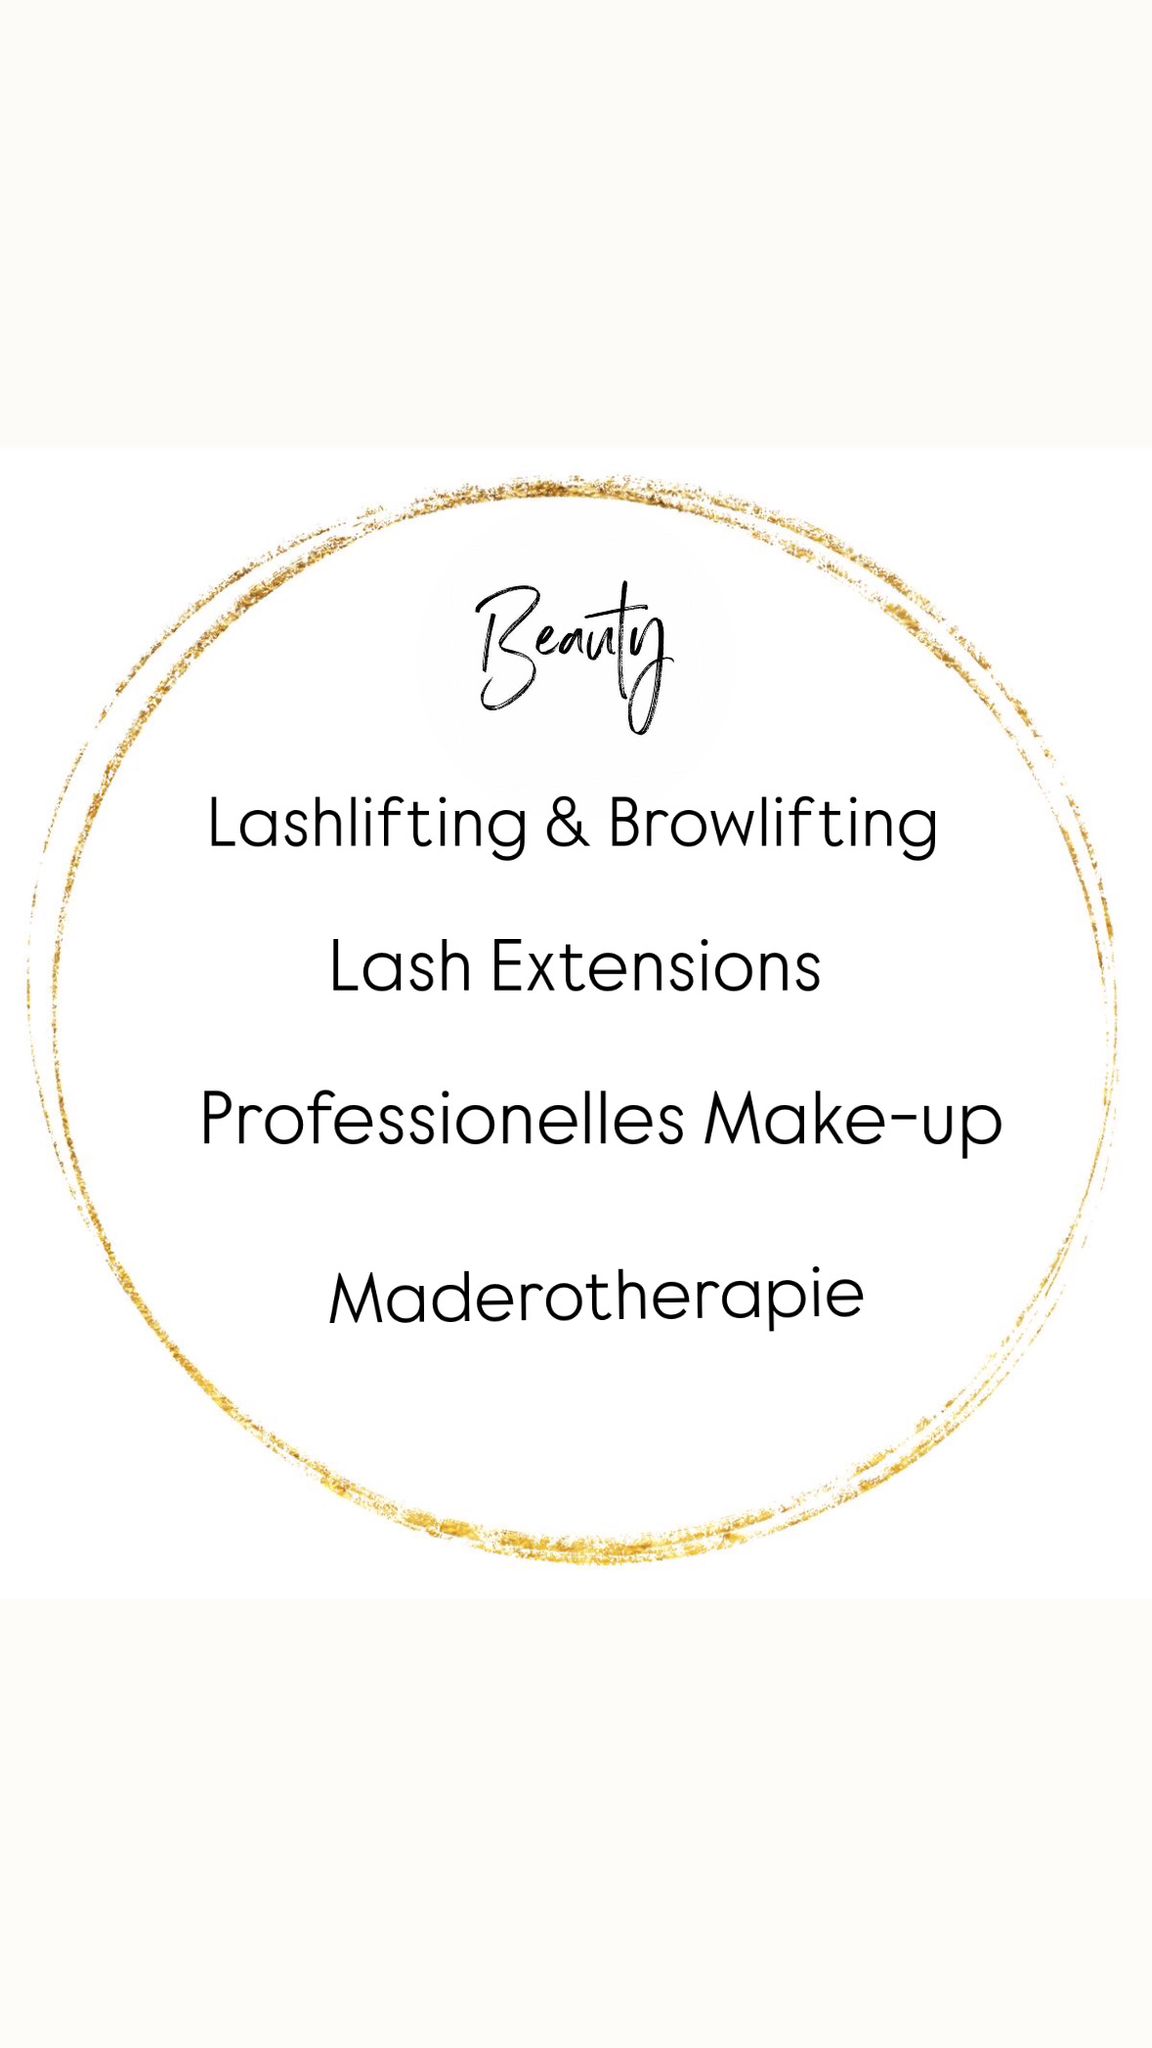 Beauty
Lashlifting & Browlifting
Lash Extensions
Professionelles Make-up
Maderotherapie